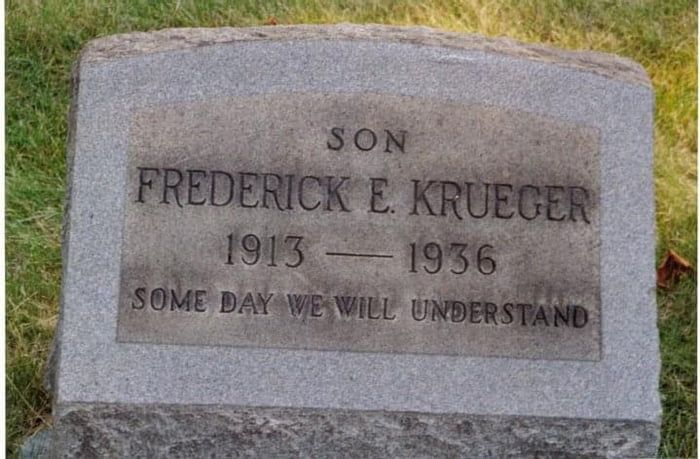 SON
FREDERICK E. KRUEGER
1913 — 1936
SOME DAY WE WILL UNDERSTAND